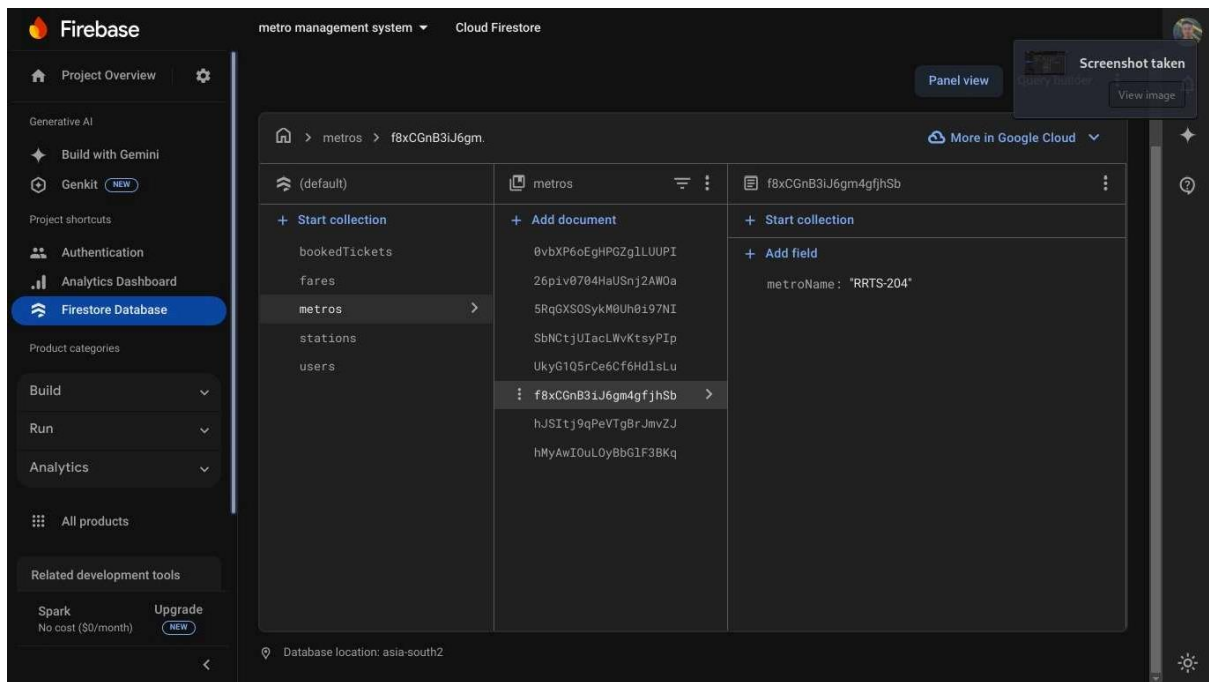 Firebase
metro management system
Cloud Firestore
Screenshot taken
View image
Project Overview
Panel view
Query builder
Generative AI
Build with Gemini
Genkit NEW
Project shortcuts
Authentication
Analytics Dashboard
Firestore Database
Product categories
Build
Run
Analytics
All products
Related development tools
Spark
No cost ($0/month)
Upgrade
NEW
metros > f8xCGnB3iJ6gm.
More in Google Cloud
(default)
Start collection
bookedTickets
fares
metros
stations
users
metros
Add document
0vbXP6oEgHPGZglLUUPI
26piv0704HaUSnj2AWOa
5RqGXSOSykM0Uh0i97NI
SbNCtjUIacLWvKtsyPIp
UkyG1Q5rCe6Cf6HdlsLu
f8xCGnB3iJ6gm4gfjhSb
hJSItj9qPeVTgBrJmvZJ
hMyAwIOuLOyBbGlF3BKq
f8xCGnB3iJ6gm4gfjhSb
Start collection
Add field
metroName: "RRTS-204"
Database location: asia-south2